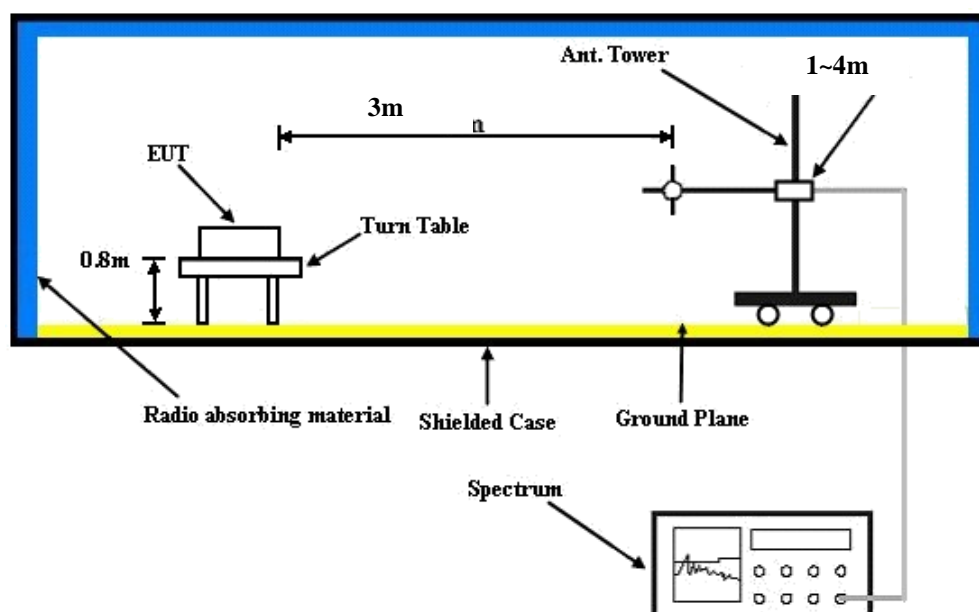 Ant. Tower
1~4m
3m
n
EUT
Turn Table
0.8m
Radio absorbing material
Shielded Case
Ground Plane
Spectrum